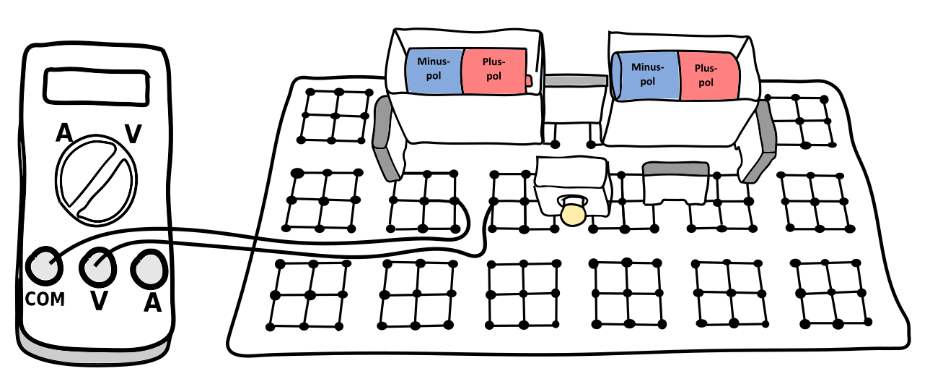 Minus-
pol
Plus-
pol
Minus-
pol
Plus-
pol
A V
COM V A